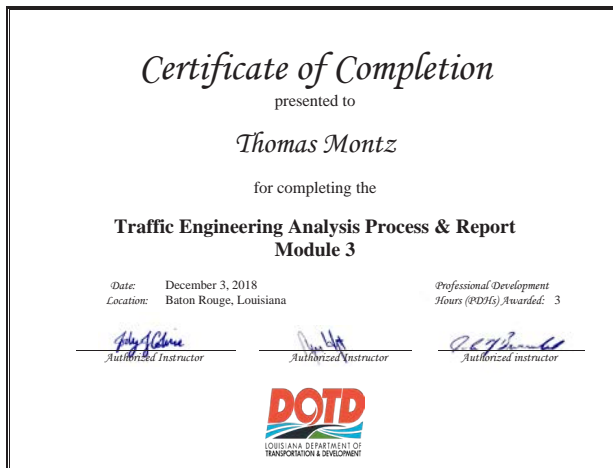 Certificate of Completion
presented to
Thomas Montz
for completing the
Traffic Engineering Analysis Process & Report
Module 3
Date: December 3, 2018
Location: Baton Rouge, Louisiana
Professional Development
Hours (PDHs) Awarded: 3
Authorized Instructor
Authorized Instructor
Authorized instructor
DOTD
LOUISIANA DEPARTMENT OF
TRANSPORTATION & DEVELOPMENT